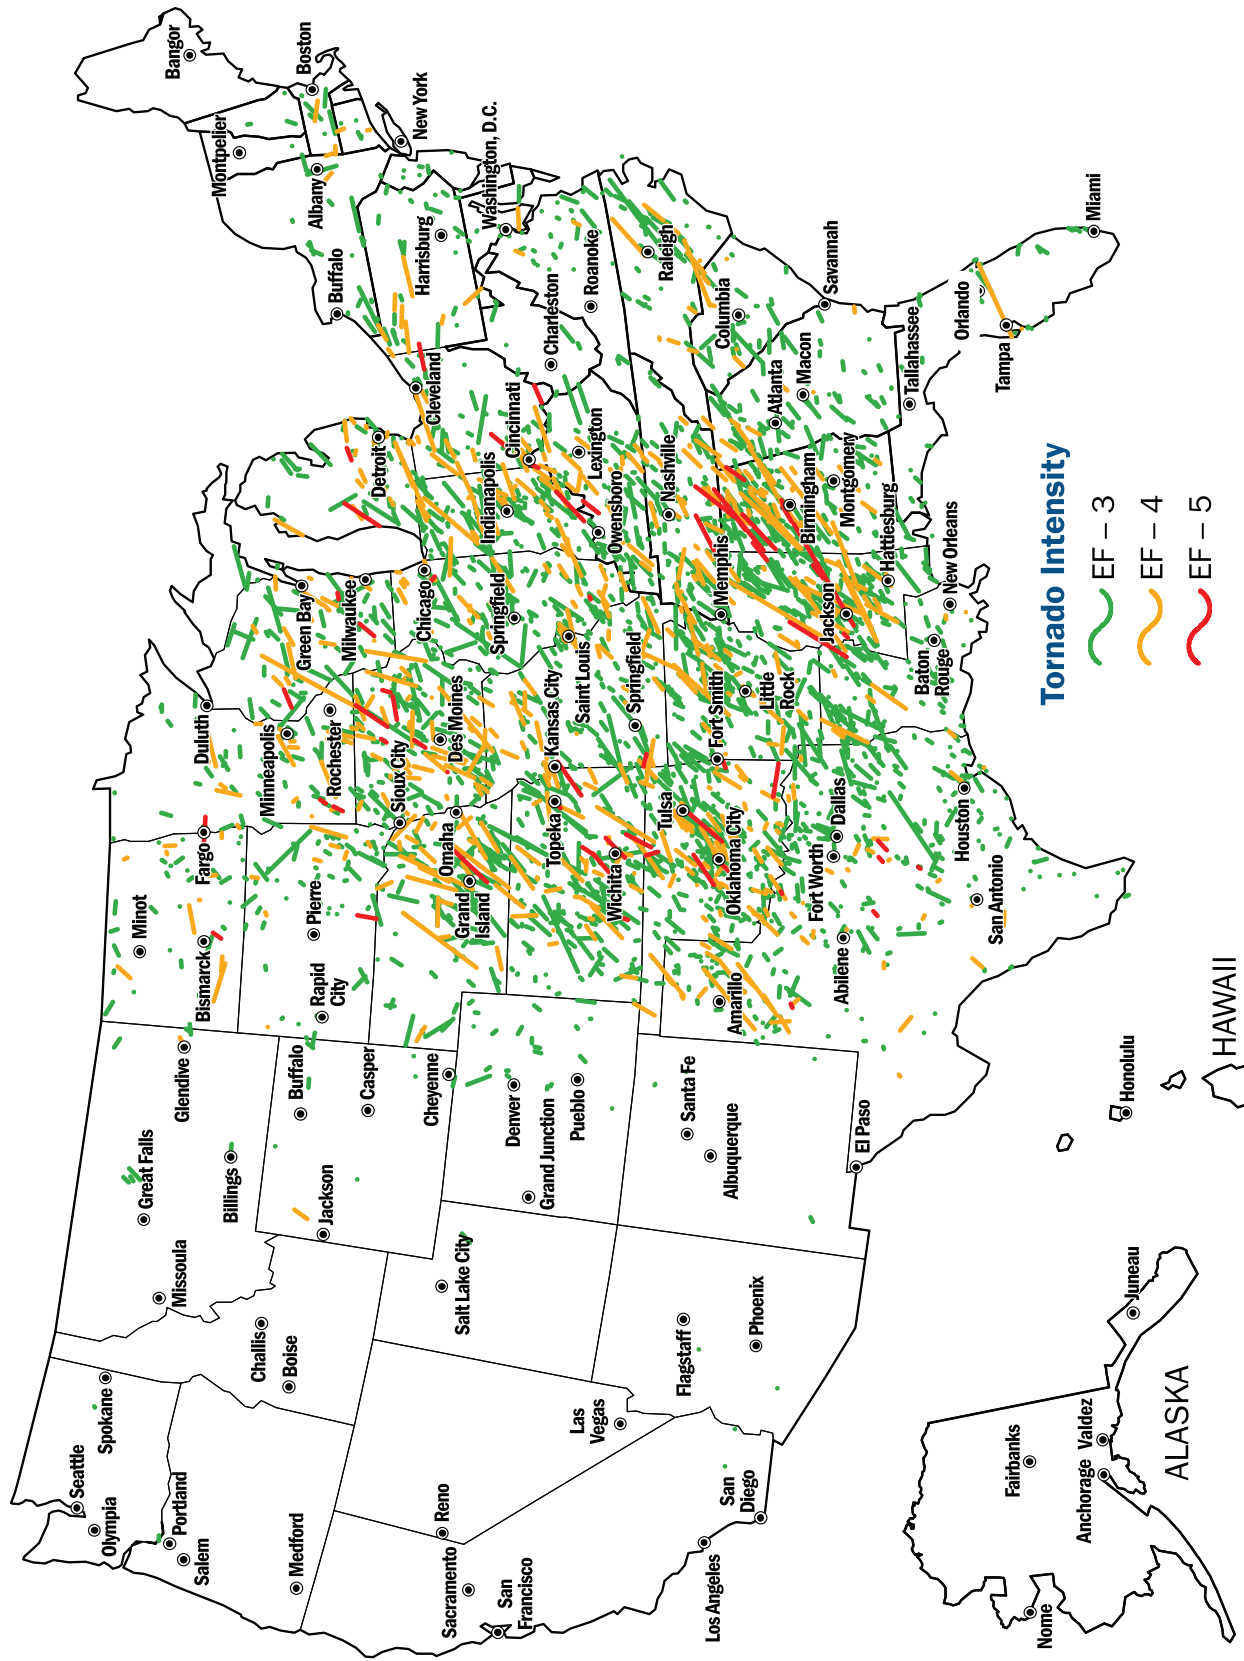 Seattle
Olympia
Spokane
Portland
Salem
Medford
Missoula
Great Falls
Glendive
Billings
Challis
Boise
Jackson
Buffalo
Casper
Cheyenne
Reno
Sacramento
San
Francisco
Los Angeles
San
Diego
Las
Vegas
Salt Lake City
Flagstaff
Phoenix
Grand Junction
Denver
Pueblo
Santa Fe
Albuquerque
El Paso
Minot
Bismarck
Fargo
Rapid
City
Pierre
Grand
Island
Omaha
Sioux City
Topeka
Wichita
Kansas City
Tulsa
Oklahoma City
Amarillo
Abilene
Fort Worth
Dallas
San Antonio
Houston
Duluth
Minneapolis
Rochester
Des Moines
Green Bay
Milwaukee
Chicago
Springfield
Saint Louis
Springfield
Fort Smith
Little
Rock
Memphis
Jackson
Hattiesburg
Baton
Rouge
New Orleans
Detroit
Indianapolis
Cleveland
Cincinnati
Lexington
Owensboro
Nashville
Birmingham
Montgomery
Atlanta
Macon
Columbia
Savannah
Tallahassee
Orlando
Tampa
Miami
Charleston
Roanoke
Raleigh
Washington, D.C.
Harrisburg
Buffalo
Albany
New York
Montpelier
Boston
Bangor
Nome
Fairbanks
Anchorage
Valdez
Juneau
ALASKA
Honolulu
HAWAII
Tornado Intensity
EF – 3
EF – 4
EF – 5